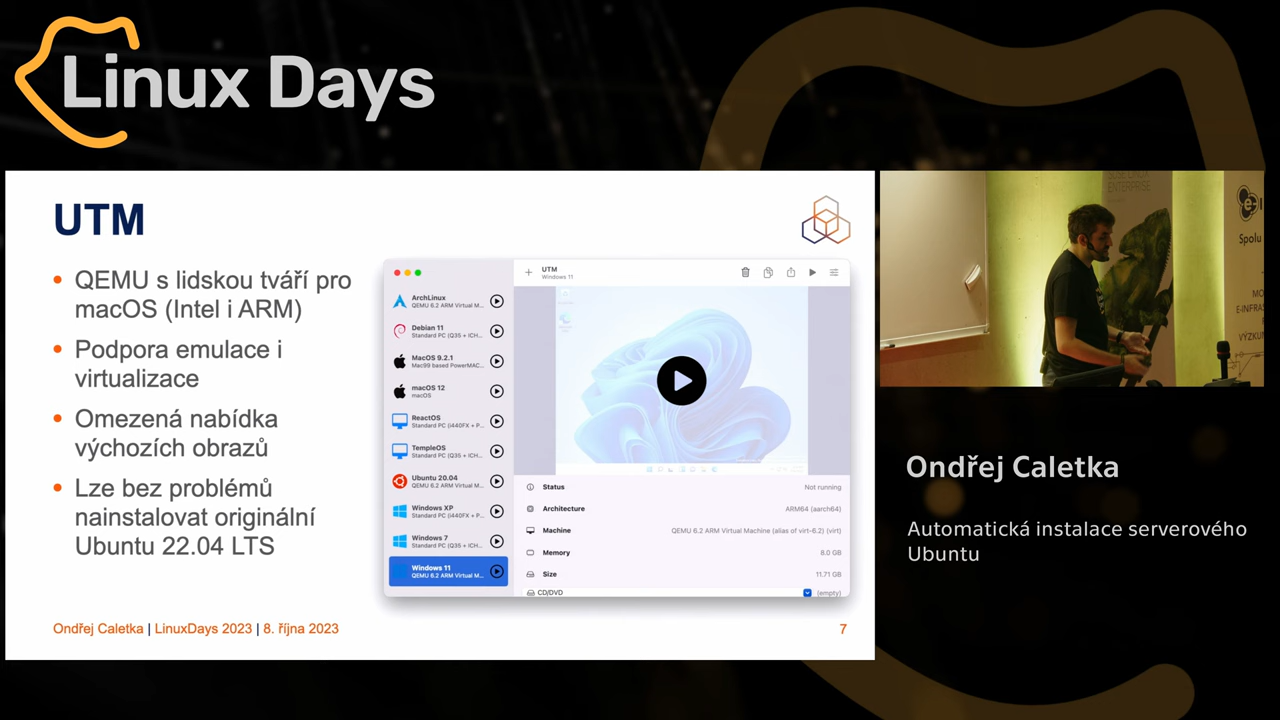 Linux Days
UTM
• QEMU s lidskou tváří pro
macOS (Intel i ARM)
• Podpora emulace i
virtualizace
• Omezená nabídka
výchozích obrazů
• Lze bez problémů
nainstalovat originální
Ubuntu 22.04 LTS
ArchLinux
QEMU 6.2 ARM Virtual M...
Debian 11
Standard PC (Q35 + ICH...
MacOS 9.2.1
Mac99 based PowerMAC...
macOS 12
macOS
ReactOS
Standard PC (i440FX + P...
TempleOS
Standard PC (Q35 + ICH...
Ubuntu 20.04
QEMU 6.2 ARM Virtual M...
Windows XP
Standard PC (i440FX + P...
Windows 7
Standard PC (Q35 + ICH...
Windows 11
QEMU 6.2 ARM Virtual M...
UTM
Windows 11
Status Not running
Architecture ARM64 (aarch64)
Machine QEMU 6.2 ARM Virtual Machine (alias of virt-6.2) (virt)
Memory 8.0 GB
Size 11.71 GB
CD/DVD (empty)
Ondřej Caletka | LinuxDays 2023 | 8. října 2023
7
SUSE LINUX
ENTERPRISE
Spolu
Ondřej Caletka
Automatická instalace serverového
Ubuntu